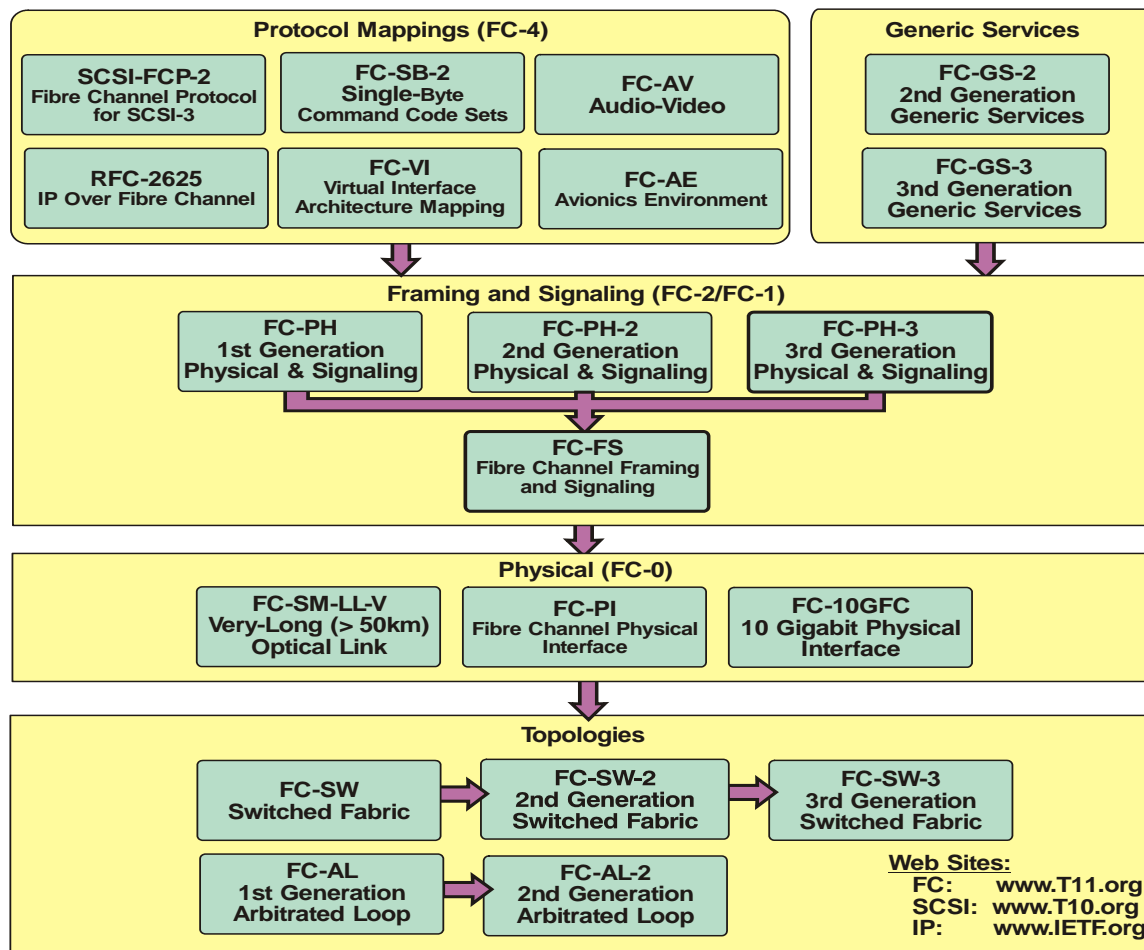 Protocol Mappings (FC-4)
SCSI-FCP-2
Fibre Channel Protocol
for SCSI-3
FC-SB-2
Single-Byte
Command Code Sets
FC-AV
Audio-Video
RFC-2625
IP Over Fibre Channel
FC-VI
Virtual Interface
Architecture Mapping
FC-AE
Avionics Environment
Generic Services
FC-GS-2
2nd Generation
Generic Services
FC-GS-3
3nd Generation
Generic Services
Framing and Signaling (FC-2/FC-1)
FC-PH
1st Generation
Physical & Signaling
FC-PH-2
2nd Generation
Physical & Signaling
FC-PH-3
3rd Generation
Physical & Signaling
FC-FS
Fibre Channel Framing
and Signaling
Physical (FC-0)
FC-SM-LL-V
Very-Long (> 50km)
Optical Link
FC-PI
Fibre Channel Physical
Interface
FC-10GFC
10 Gigabit Physical
Interface
Topologies
FC-SW
Switched Fabric
FC-SW-2
2nd Generation
Switched Fabric
FC-SW-3
3rd Generation
Switched Fabric
FC-AL
1st Generation
Arbitrated Loop
FC-AL-2
2nd Generation
Arbitrated Loop
Web Sites:
FC: www.T11.org
SCSI: www.T10.org
IP: www.IETF.org